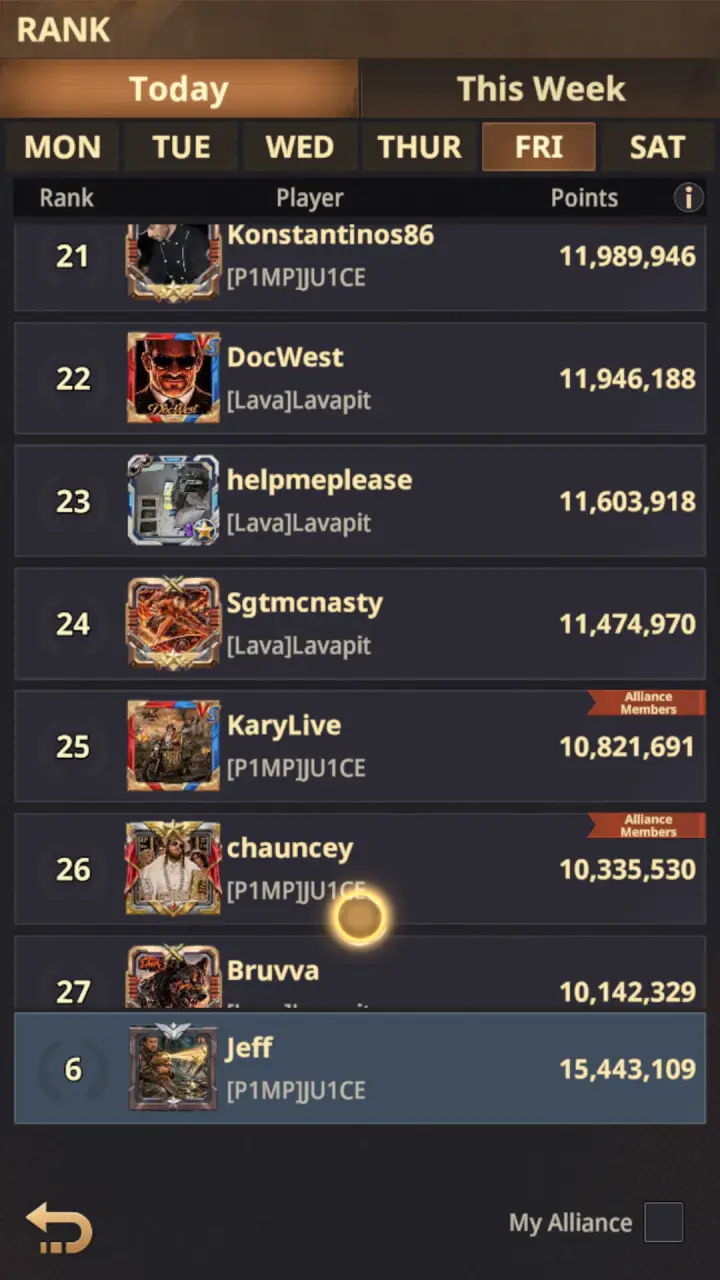 RANK
Today
This Week
MON TUE WED THUR FRI SAT
Rank Player Points
21 Konstantinos86 11,989,946
[P1MP]JU1CE
22 DocWest 11,946,188
[Lava]Lavapit
23 helpmeplease 11,603,918
[Lava]Lavapit
24 Sgtmcnasty 11,474,970
[Lava]Lavapit
Alliance
Members
25 KaryLive 10,821,691
[P1MP]JU1CE
Alliance
Members
26 chauncey 10,335,530
[P1MP]JU1CE
27 Bruvva 10,142,329
6 Jeff 15,443,109
[P1MP]JU1CE
My Alliance